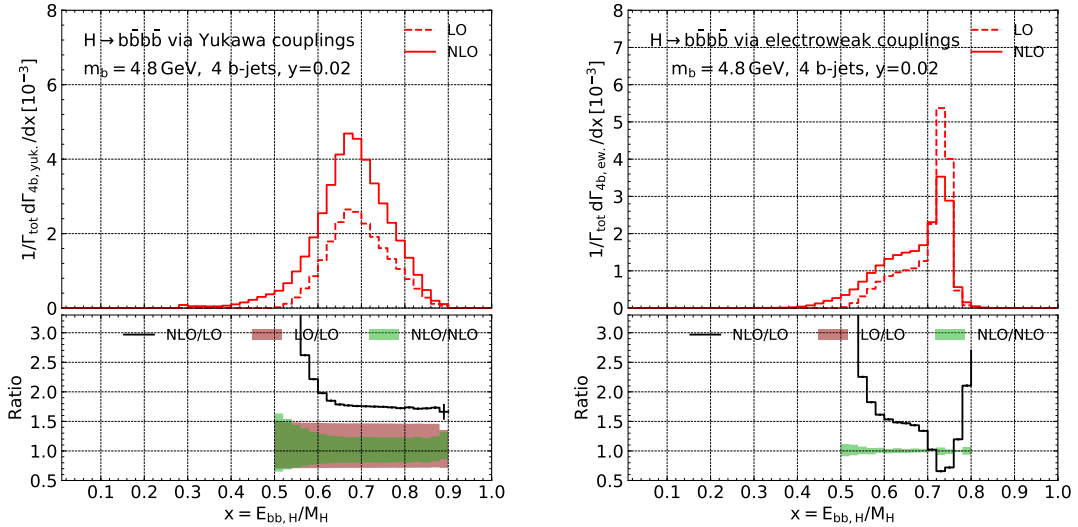 H→bb̄bb̄ via Yukawa couplings
m_b = 4.8 GeV, 4 b-jets, y=0.02
LO
NLO
1/Γ_tot dΓ_4b, yuk./dx [10⁻³]
8
6
4
2
0
NLO/LO
LO/LO
NLO/NLO
Ratio
3.0
2.5
2.0
1.5
1.0
0.5
0.1 0.2 0.3 0.4 0.5 0.6 0.7 0.8 0.9 1.0
x = E_bb, H/M_H
H→bb̄bb̄ via electroweak couplings
m_b = 4.8 GeV, 4 b-jets, y=0.02
LO
NLO
1/Γ_tot dΓ_4b, ew./dx [10⁻³]
8
7
6
5
4
3
2
1
0
NLO/LO
LO/LO
NLO/NLO
Ratio
3.0
2.5
2.0
1.5
1.0
0.5
0.1 0.2 0.3 0.4 0.5 0.6 0.7 0.8 0.9 1.0
x = E_bb, H/M_H